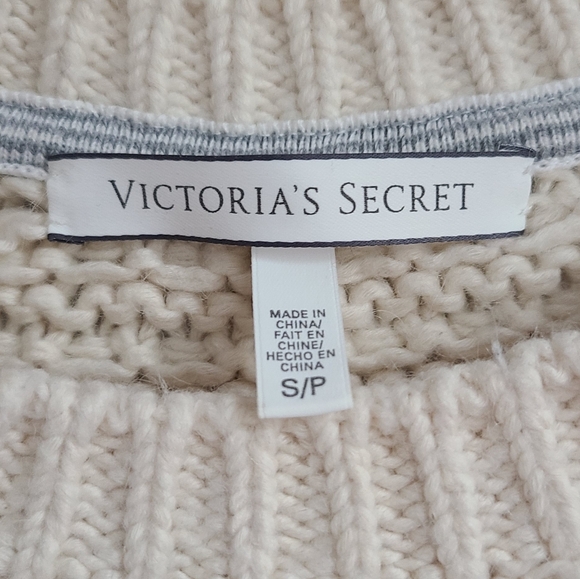 VICTORIA'S SECRET
MADE IN
CHINA/
FAIT EN
CHINE/
HECHO EN
CHINA
S/P